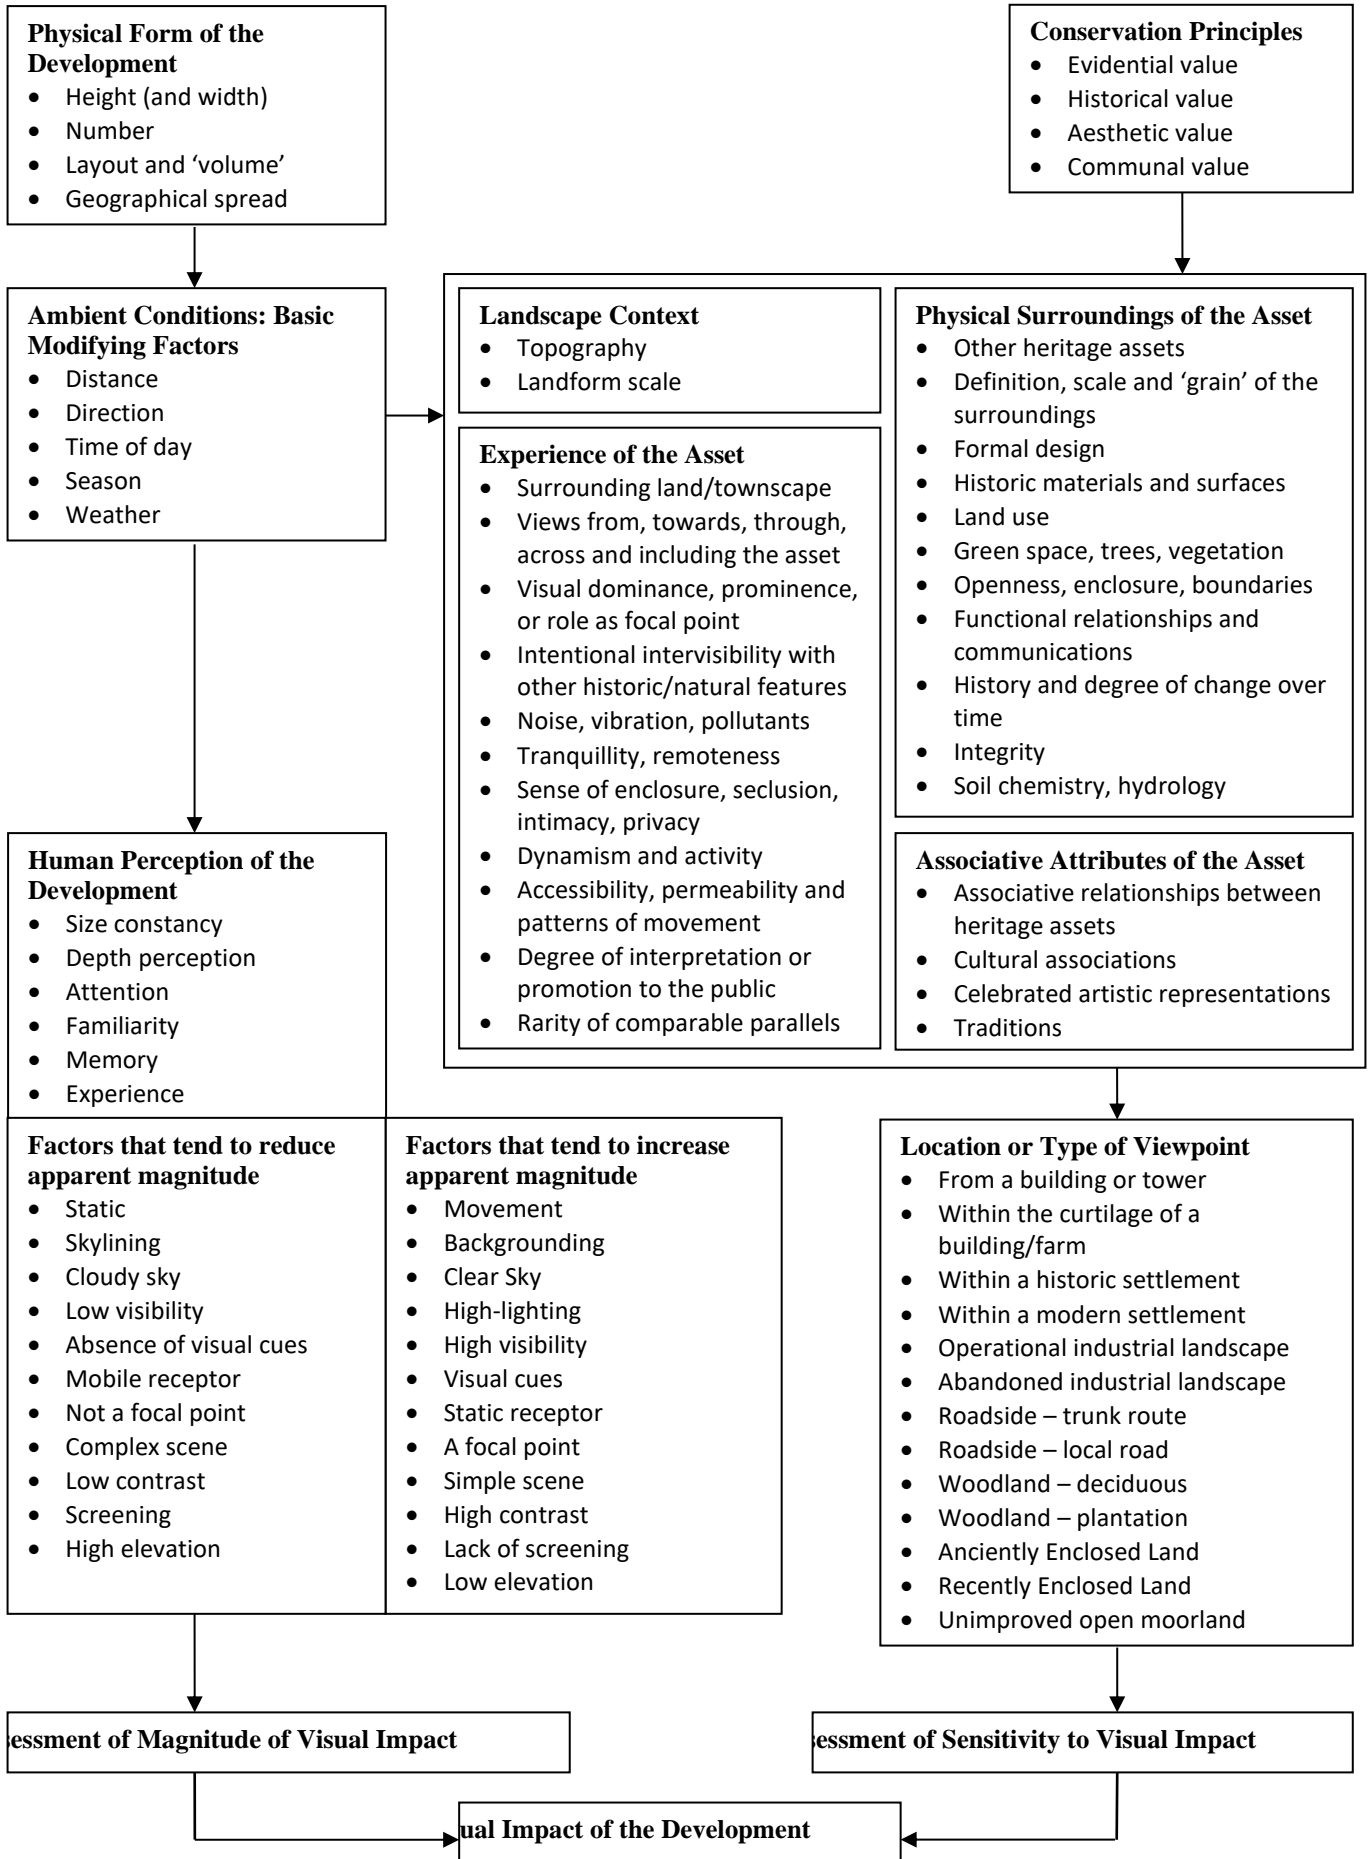 Physical Form of the
Development
• Height (and width)
• Number
• Layout and ‘volume’
• Geographical spread
Conservation Principles
• Evidential value
• Historical value
• Aesthetic value
• Communal value
Ambient Conditions: Basic
Modifying Factors
• Distance
• Direction
• Time of day
• Season
• Weather
Landscape Context
• Topography
• Landform scale
Experience of the Asset
• Surrounding land/townscape
• Views from, towards, through,
across and including the asset
• Visual dominance, prominence,
or role as focal point
• Intentional intervisibility with
other historic/natural features
• Noise, vibration, pollutants
• Tranquillity, remoteness
• Sense of enclosure, seclusion,
intimacy, privacy
• Dynamism and activity
• Accessibility, permeability and
patterns of movement
• Degree of interpretation or
promotion to the public
• Rarity of comparable parallels
Physical Surroundings of the Asset
• Other heritage assets
• Definition, scale and ‘grain’ of the
surroundings
• Formal design
• Historic materials and surfaces
• Land use
• Green space, trees, vegetation
• Openness, enclosure, boundaries
• Functional relationships and
communications
• History and degree of change over
time
• Integrity
• Soil chemistry, hydrology
Associative Attributes of the Asset
• Associative relationships between
heritage assets
• Cultural associations
• Celebrated artistic representations
• Traditions
Human Perception of the
Development
• Size constancy
• Depth perception
• Attention
• Familiarity
• Memory
• Experience
Factors that tend to reduce
apparent magnitude
• Static
• Skylining
• Cloudy sky
• Low visibility
• Absence of visual cues
• Mobile receptor
• Not a focal point
• Complex scene
• Low contrast
• Screening
• High elevation
Factors that tend to increase
apparent magnitude
• Movement
• Backgrounding
• Clear Sky
• High-lighting
• High visibility
• Visual cues
• Static receptor
• A focal point
• Simple scene
• High contrast
• Lack of screening
• Low elevation
Location or Type of Viewpoint
• From a building or tower
• Within the curtilage of a
building/farm
• Within a historic settlement
• Within a modern settlement
• Operational industrial landscape
• Abandoned industrial landscape
• Roadside – trunk route
• Roadside – local road
• Woodland – deciduous
• Woodland – plantation
• Anciently Enclosed Land
• Recently Enclosed Land
• Unimproved open moorland
sessment of Magnitude of Visual Impact
sessment of Sensitivity to Visual Impact
ual Impact of the Development